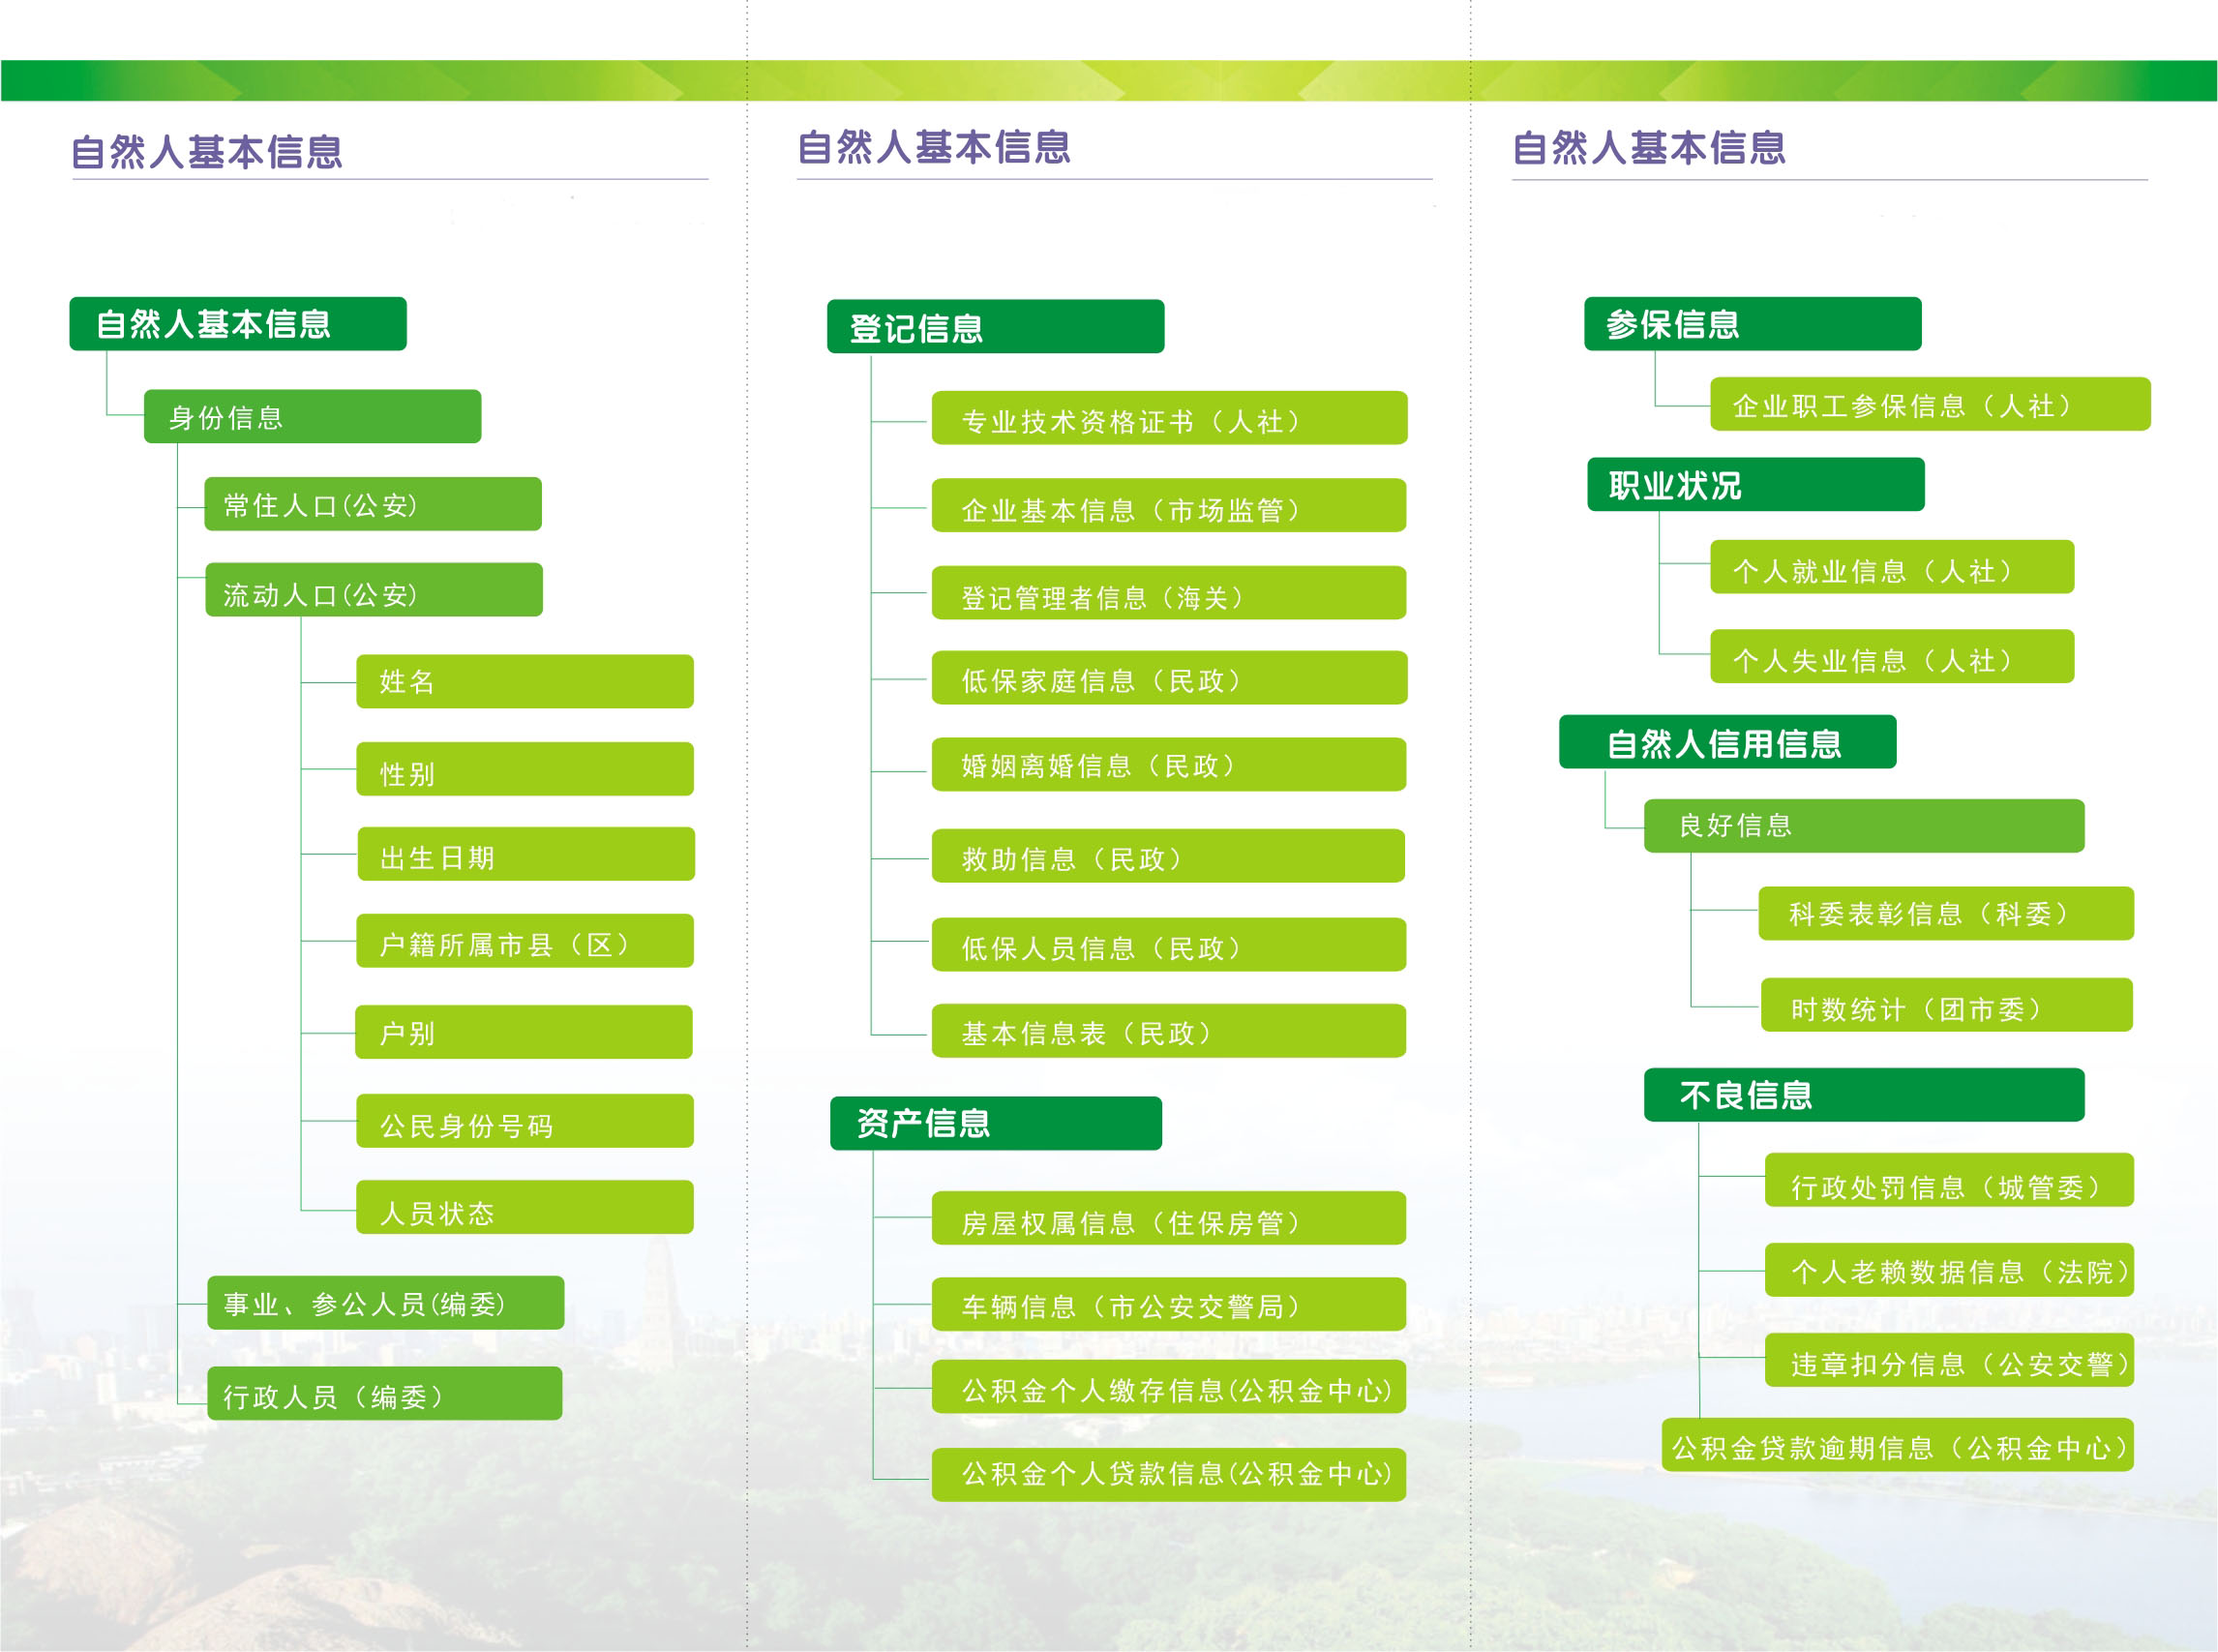 自然人基本信息
自然人基本信息
身份信息
常住人口(公安)
流动人口(公安)
姓名
性别
出生日期
户籍所属市县（区）
户别
公民身份号码
人员状态
事业、参公人员(编委)
行政人员（编委）
自然人基本信息
登记信息
专业技术资格证书（人社）
企业基本信息（市场监管）
登记管理者信息（海关）
低保家庭信息（民政）
婚姻离婚信息（民政）
救助信息（民政）
低保人员信息（民政）
基本信息表（民政）
资产信息
房屋权属信息（住保房管）
车辆信息（市公安交警局）
公积金个人缴存信息(公积金中心)
公积金个人贷款信息(公积金中心)
自然人基本信息
参保信息
企业职工参保信息（人社）
职业状况
个人就业信息（人社）
个人失业信息（人社）
自然人信用信息
良好信息
科委表彰信息（科委）
时数统计（团市委）
不良信息
行政处罚信息（城管委）
个人老赖数据信息（法院）
违章扣分信息（公安交警）
公积金贷款逾期信息（公积金中心）